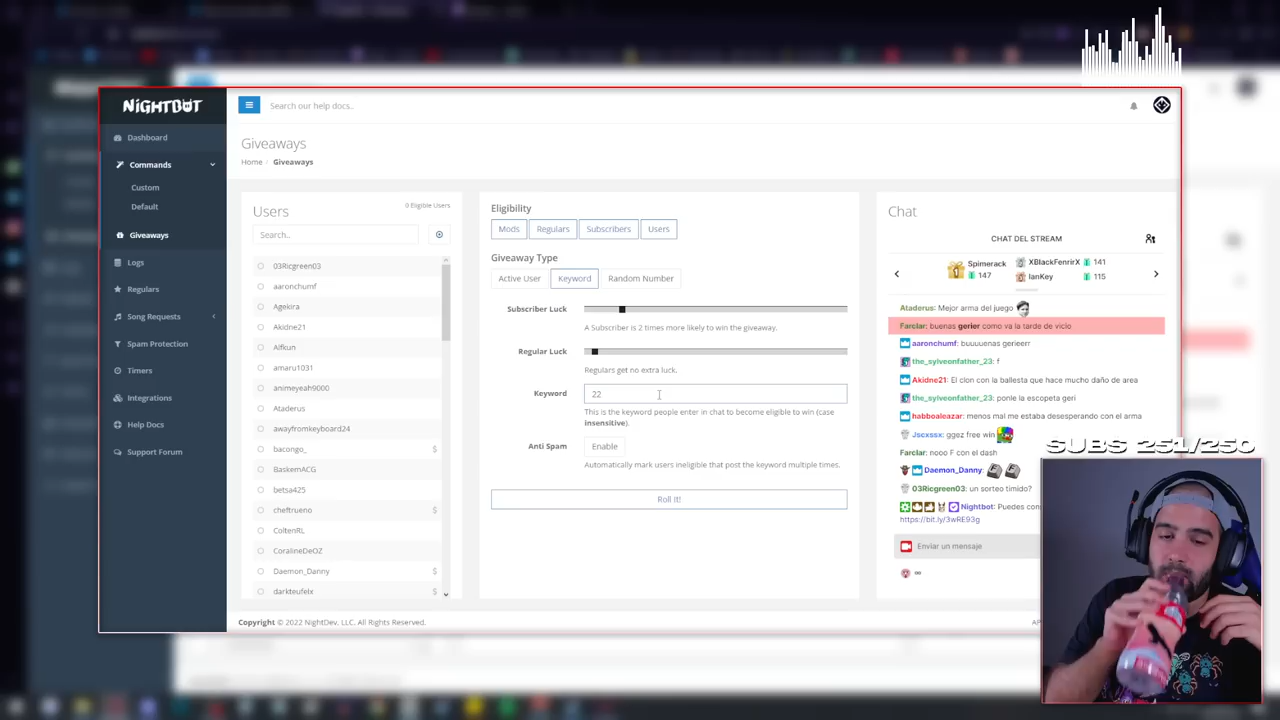 NiGHTBOT
Search our help docs..
Dashboard
Commands
Custom
Default
Giveaways
Logs
Regulars
Song Requests
Spam Protection
Timers
Integrations
Help Docs
Support Forum
Giveaways
Home / Giveaways
Users
0 Eligible Users
Search..
03Ricgreen03
aaronchumf
Agekira
Akidne21
Alfkun
amaru1031
animeyeah9000
Ataderus
awayfromkeyboard24
bacongo_ $
BaskemACG
betsa425
cheftrueno $
ColtenRL
CoralineDeOZ
Daemon_Danny $
darkteufelx $
Eligibility
Mods Regulars Subscribers Users
Giveaway Type
Active User Keyword Random Number
Subscriber Luck
A Subscriber is 2 times more likely to win the giveaway.
Regular Luck
Regulars get no extra luck.
Keyword 22
This is the keyword people enter in chat to become eligible to win (case
insensitive).
Anti Spam Enable
Automatically mark users ineligible that post the keyword multiple times.
Roll It!
Chat
CHAT DEL STREAM
Spimerack
147
XBlackFenrirX 141
IanKey 115
Ataderus: Mejor arma del juego
Farclar: buenas gerier como va la tarde de vicio
aaronchumf: buuuuenas gerieerr
the_sylveonfather_23: f
Akidne21: El clon con la ballesta que hace mucho daño de area
the_sylveonfather_23: ponle la escopeta geri
habboaleazar: menos mal me estaba desesperando con el arma
Jscxssx: ggez free win
Farclar: nooo F con el dash
Daemon_Danny:
03Ricgreen03: un sorteo timido?
Nightbot: Puedes con
https://bit.ly/3wRE93g
Enviar un mensaje
SUBS 251/250
Copyright © 2022 NightDev, LLC. All Rights Reserved.